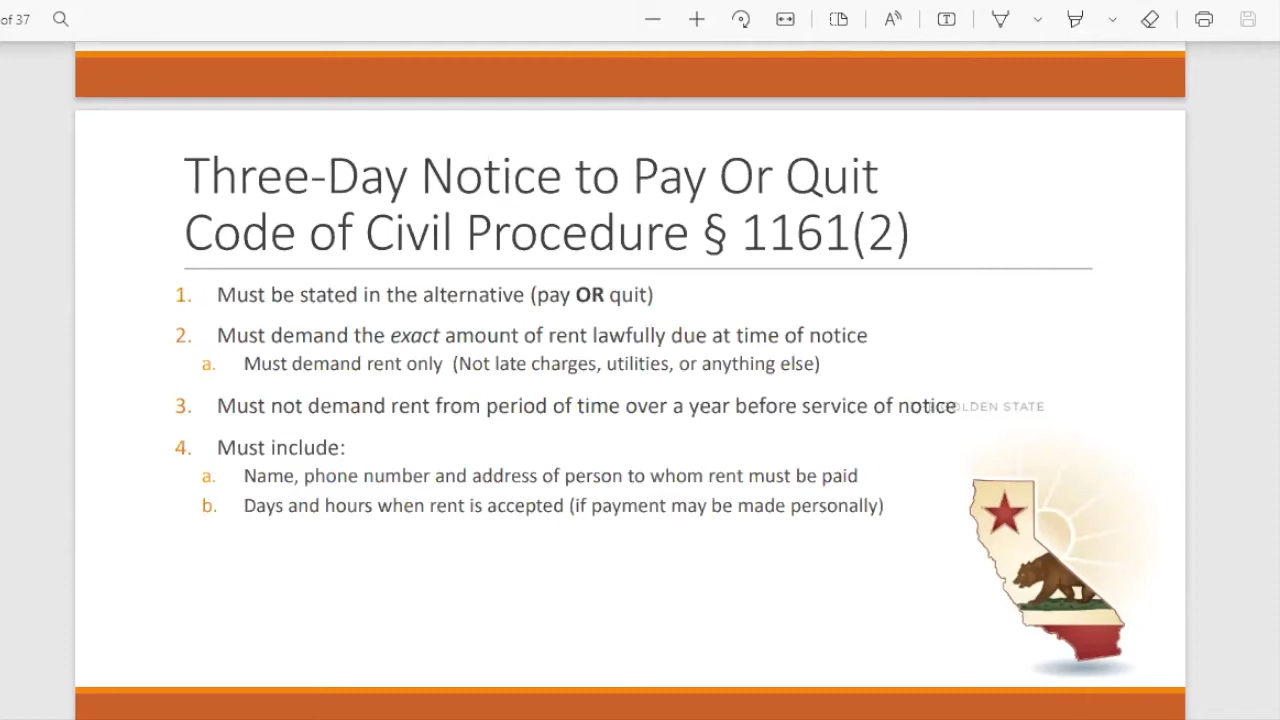 of 37
Three-Day Notice to Pay Or Quit
Code of Civil Procedure § 1161(2)
1. Must be stated in the alternative (pay OR quit)
2. Must demand the exact amount of rent lawfully due at time of notice
a. Must demand rent only (Not late charges, utilities, or anything else)
3. Must not demand rent from period of time over a year before service of notice
OLDEN STATE
4. Must include:
a. Name, phone number and address of person to whom rent must be paid
b. Days and hours when rent is accepted (if payment may be made personally)